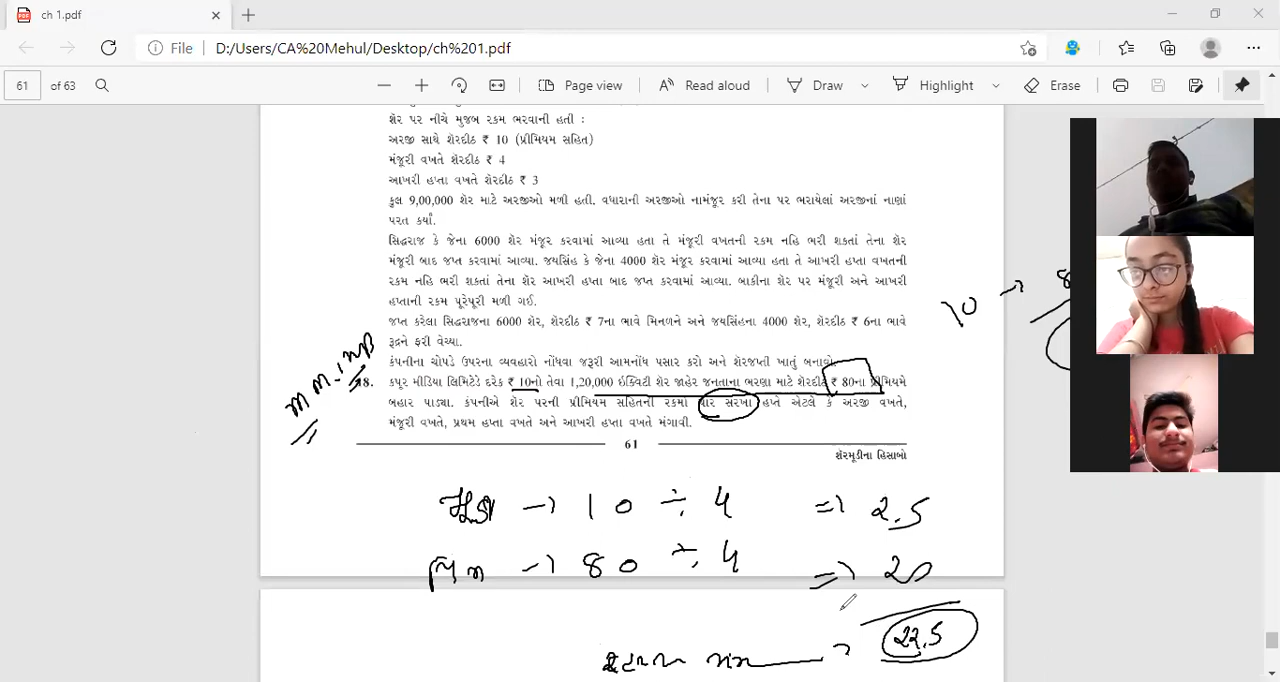 ch 1.pdf
File D:/Users/CA%20Mehul/Desktop/ch%201.pdf
61 of 63 Page view Read aloud Draw Highlight Erase
શેર પર નીચે મુજબ રકમ ભરવાની હતી :
અરજી સાથે શૅરદીઠ ₹ 10 (પ્રીમિયમ સહિત)
મંજૂરી વખતે શૅરદીઠ ₹ 4
આખરી હપ્તા વખતે શૅરદીઠ ₹ 3
કુલ 9,00,000 શેર માટે અરજીઓ મળી હતી. વધારાની અરજીઓ નામંજૂર કરી તેના પર ભરાયેલાં અરજીનાં નાણાં
પરત કર્યાં.
સિદ્ધરાજ કે જેના 6000 શેર મંજૂર કરવામાં આવ્યા હતા તે મંજૂરી વખતની રકમ નહિ ભરી શકતાં તેના શૅર
મંજૂરી બાદ જપ્ત કરવામાં આવ્યા. જયસિંહ કે જેના 4000 શેર મંજૂર કરવામાં આવ્યા હતા તે આખરી હપ્તા વખતની
રકમ નહિ ભરી શકતાં તેના શૅર આખરી હપ્તા બાદ જપ્ત કરવામાં આવ્યા. બાકીના શેર પર મંજૂરી અને આખરી
હપ્તાની રકમ પૂરેપૂરી મળી ગઈ.
10 → 8
જપ્ત કરેલા સિદ્ધરાજના 6000 શેર, શૅરદીઠ ₹ 7ના ભાવે મિનળને અને જયસિંહના 4000 શેર, શૅરદીઠ ₹ 6ના ભાવે
રુદ્રને ફરી વેચ્યા.
કંપનીના ચોપડે ઉપરના વ્યવહારો નોંધવા જરૂરી આમનોંધ પસાર કરો અને શેરજપ્તી ખાતું બનાવો.
18. કપૂર મીડિયા લિમિટેડે દરેક ₹ 10નો તેવા 1,20,000 ઇક્વિટી શેર જાહેર જનતાના ભરણા માટે શૅરદીઠ ₹ 80ના પ્રીમિયમે
બહાર પાડ્યા. કંપનીએ શેર પરની પ્રીમિયમ સહિતની રકમો ચાર સરખા હપ્તે એટલે કે અરજી વખતે,
મંજૂરી વખતે, પ્રથમ હપ્તા વખતે અને આખરી હપ્તા વખતે મંગાવી.
61
શૅરમૂડીના હિસાબો
→ 10 ÷ 4 ⇒ 2.5
→ 80 ÷ 4 ⇒ 20
22.5